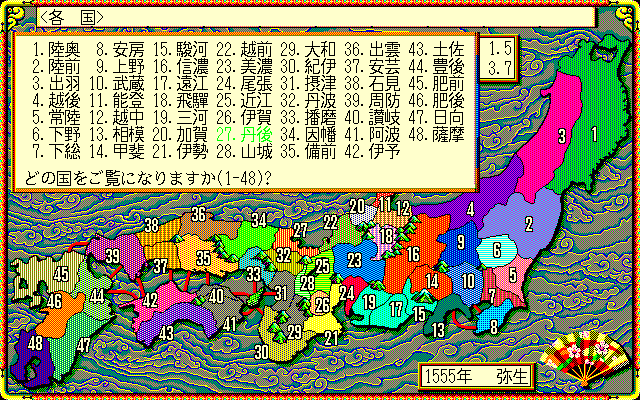 <各　国>
1.陸奥 8.安房 15.駿河 22.越前 29.大和 36.出雲 43.土佐
2.陸前 9.上野 16.信濃 23.美濃 30.紀伊 37.安芸 44.豊後
3.出羽 10.武蔵 17.遠江 24.尾張 31.摂津 38.石見 45.肥前
4.越後 11.能登 18.飛騨 25.近江 32.丹波 39.周防 46.肥後
5.常陸 12.越中 19.三河 26.伊賀 33.播磨 40.讃岐 47.日向
6.下野 13.相模 20.加賀 27.丹後 34.因幡 41.阿波 48.薩摩
7.下総 14.甲斐 21.伊勢 28.山城 35.備前 42.伊予
どの国をご覧になりますか(1-48)?
1.5
3.7
3
1
38 36 34 27 20 11 12 4 2
22
39 18 9 6
37 35 32 23 16
45 33 25 5
28 14 10
46 44 42 40 31 26 24 19 17 15 7
43 41 29 21 13 8
48 47 30
1555年　弥生